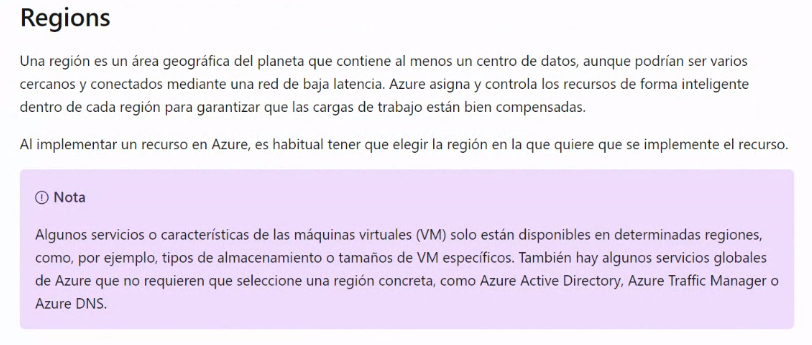 Regions
Una región es un área geográfica del planeta que contiene al menos un centro de datos, aunque podrían ser varios
cercanos y conectados mediante una red de baja latencia. Azure asigna y controla los recursos de forma inteligente
dentro de cada región para garantizar que las cargas de trabajo están bien compensadas.
Al implementar un recurso en Azure, es habitual tener que elegir la región en la que quiere que se implemente el recurso.
Nota
Algunos servicios o características de las máquinas virtuales (VM) solo están disponibles en determinadas regiones,
como, por ejemplo, tipos de almacenamiento o tamaños de VM específicos. También hay algunos servicios globales
de Azure que no requieren que seleccione una región concreta, como Azure Active Directory, Azure Traffic Manager o
Azure DNS.